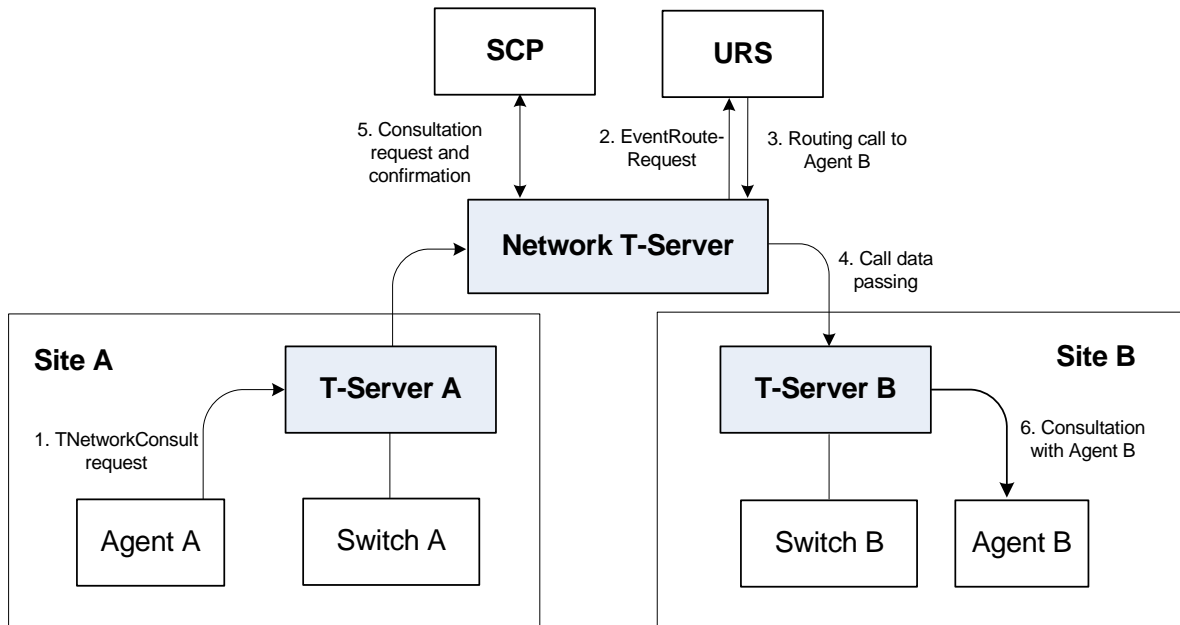 SCP
URS
5. Consultation
request and
confirmation
2. EventRoute-
Request
3. Routing call to
Agent B
Network T-Server
4. Call data
passing
Site A
T-Server A
1. TNetworkConsult
request
Agent A
Switch A
Site B
T-Server B
6. Consultation
with Agent B
Switch B
Agent B